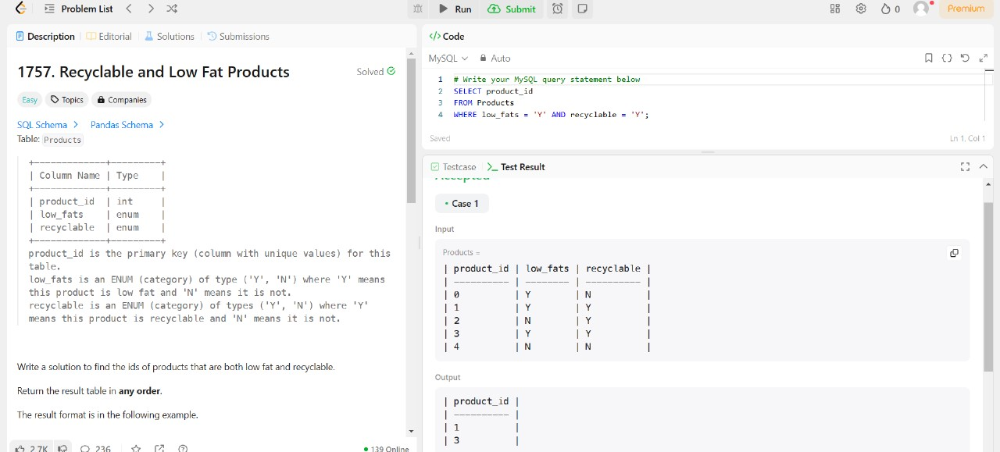 Problem List
Run
Submit
0
Premium
Description
Editorial
Solutions
Submissions
1757. Recyclable and Low Fat Products
Solved
Easy
Topics
Companies
SQL Schema >
Pandas Schema >
Table: Products
+-------------+---------+
| Column Name | Type    |
+-------------+---------+
| product_id  | int     |
| low_fats    | enum    |
| recyclable  | enum    |
+-------------+---------+
product_id is the primary key (column with unique values) for this
table.
low_fats is an ENUM (category) of type ('Y', 'N') where 'Y' means
this product is low fat and 'N' means it is not.
recyclable is an ENUM (category) of types ('Y', 'N') where 'Y'
means this product is recyclable and 'N' means it is not.
Write a solution to find the ids of products that are both low fat and recyclable.
Return the result table in any order.
The result format is in the following example.
2.7K
236
139 Online
</> Code
MySQL
Auto
1 # Write your MySQL query statement below
2 SELECT product_id
3 FROM Products
4 WHERE low_fats = 'Y' AND recyclable = 'Y';
Saved
Ln 1, Col 1
Testcase
Test Result
Accepted
Case 1
Input
Products =
| product_id | low_fats | recyclable |
| ---------- | -------- | ---------- |
| 0          | Y        | N          |
| 1          | Y        | Y          |
| 2          | N        | Y          |
| 3          | Y        | Y          |
| 4          | N        | N          |
Output
| product_id |
| ---------- |
| 1          |
| 3          |